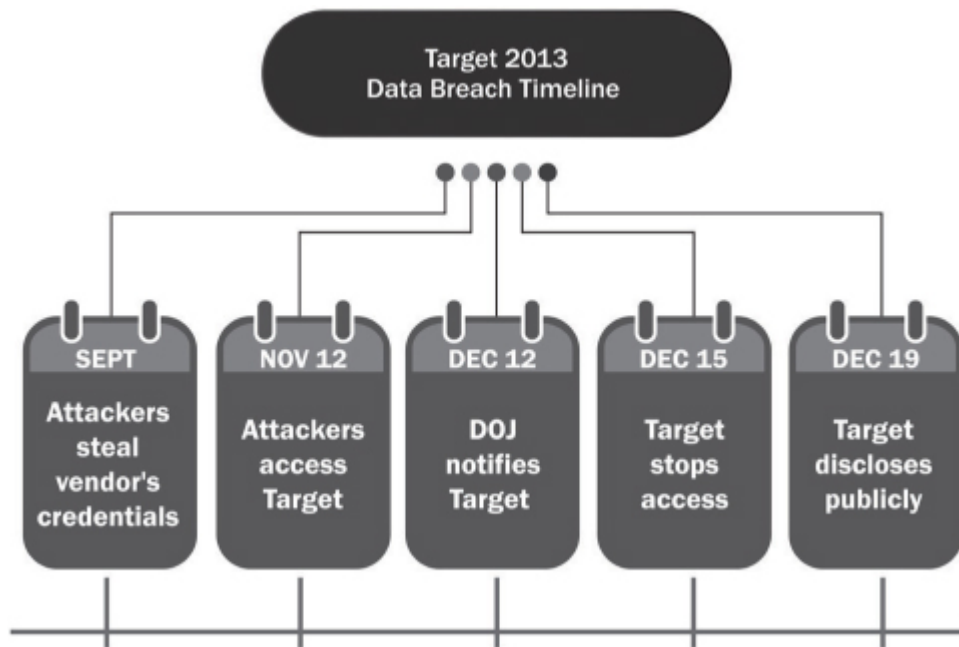 Target 2013
Data Breach Timeline
SEPT
Attackers
steal
vendor's
credentials
NOV 12
Attackers
access
Target
DEC 12
DOJ
notifies
Target
DEC 15
Target
stops
access
DEC 19
Target
discloses
publicly